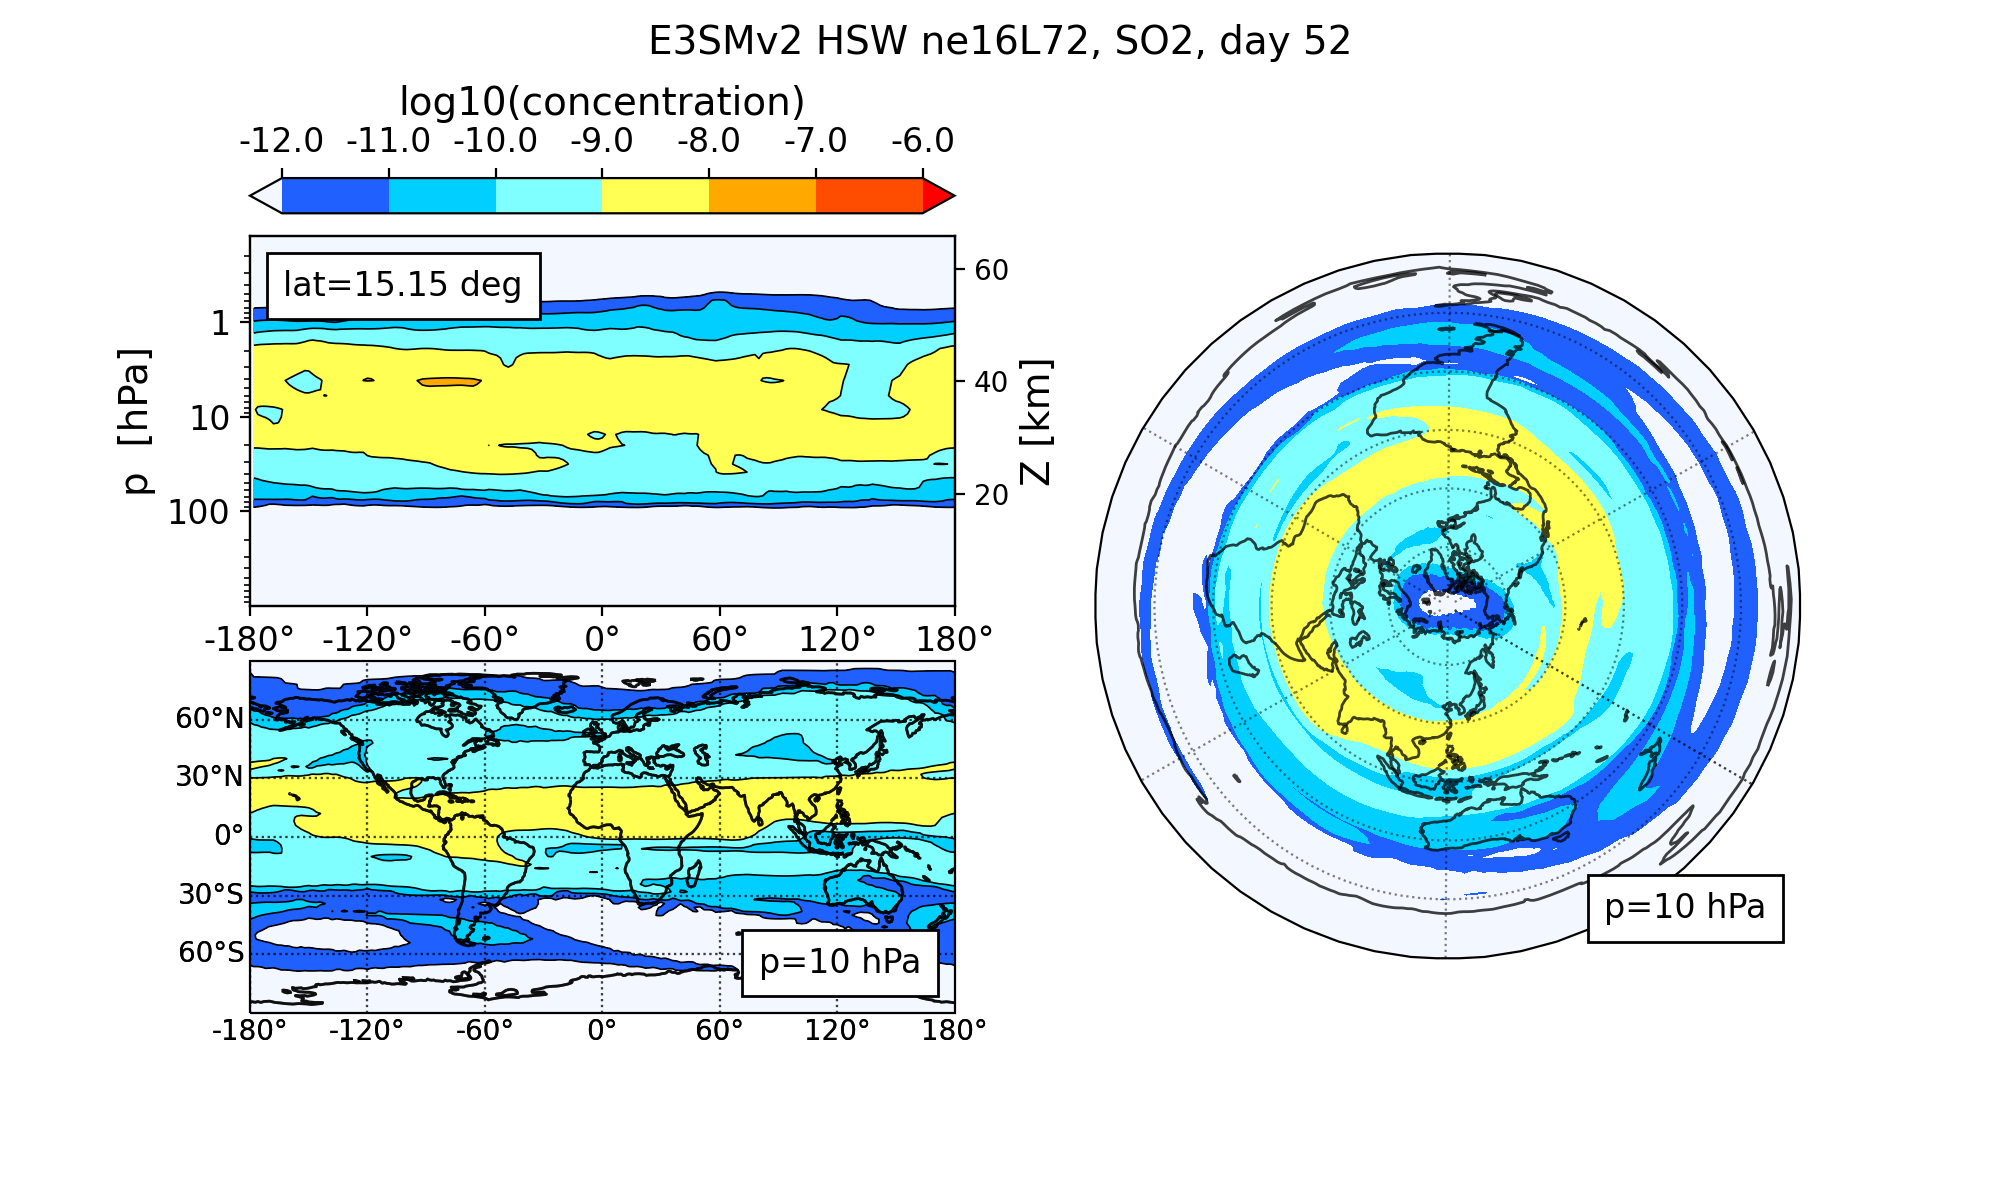 E3SMv2 HSW ne16L72, SO2, day 52
log10(concentration)
-12.0 -11.0 -10.0 -9.0 -8.0 -7.0 -6.0
lat=15.15 deg
p [hPa]
1
10
100
60
40
20
Z [km]
-180° -120° -60° 0° 60° 120° 180°
60°N
30°N
0°
30°S
60°S
p=10 hPa
-180° -120° -60° 0° 60° 120° 180°
p=10 hPa